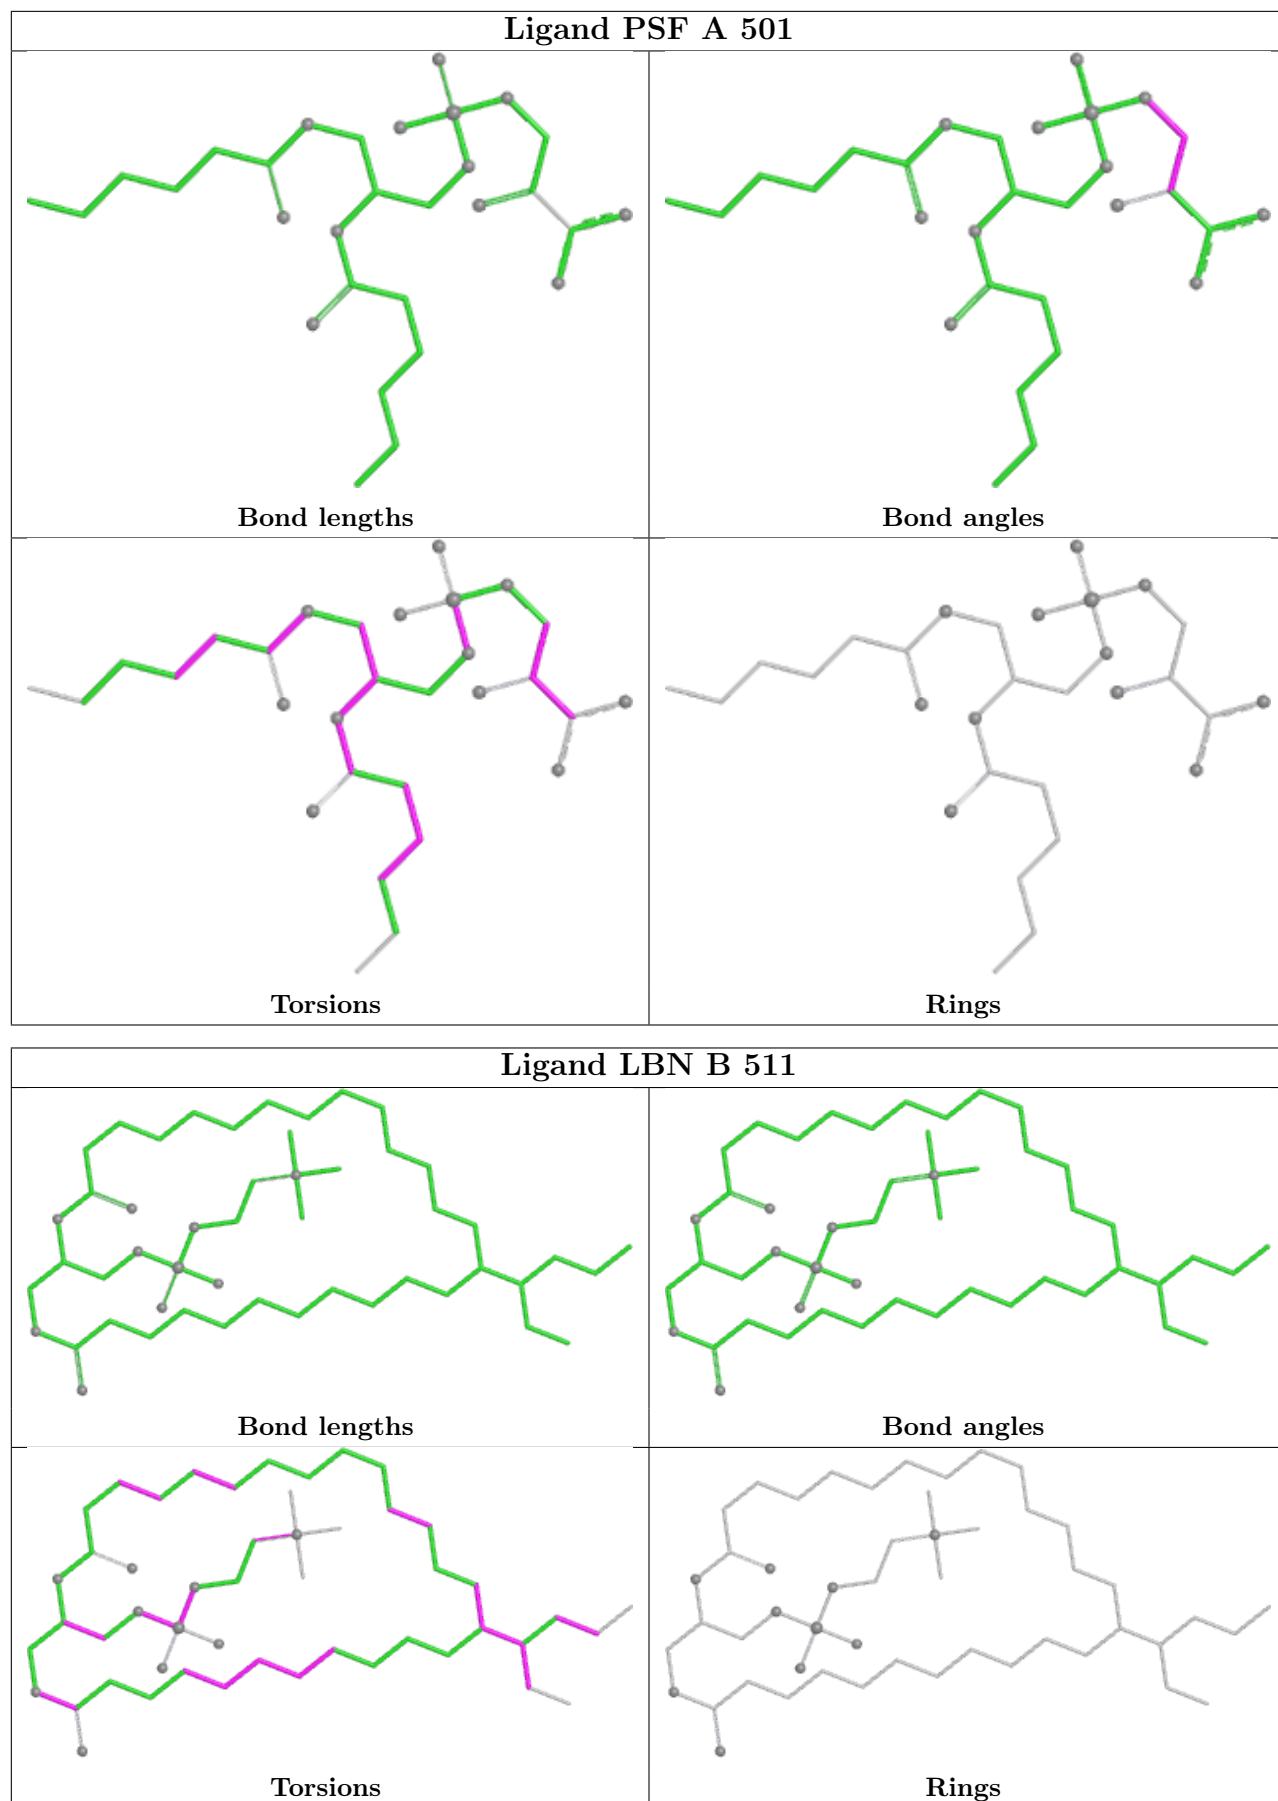 Ligand PSF A 501
Bond lengths
Bond angles
Torsions
Rings
Ligand LBN B 511
Bond lengths
Bond angles
Torsions
Rings